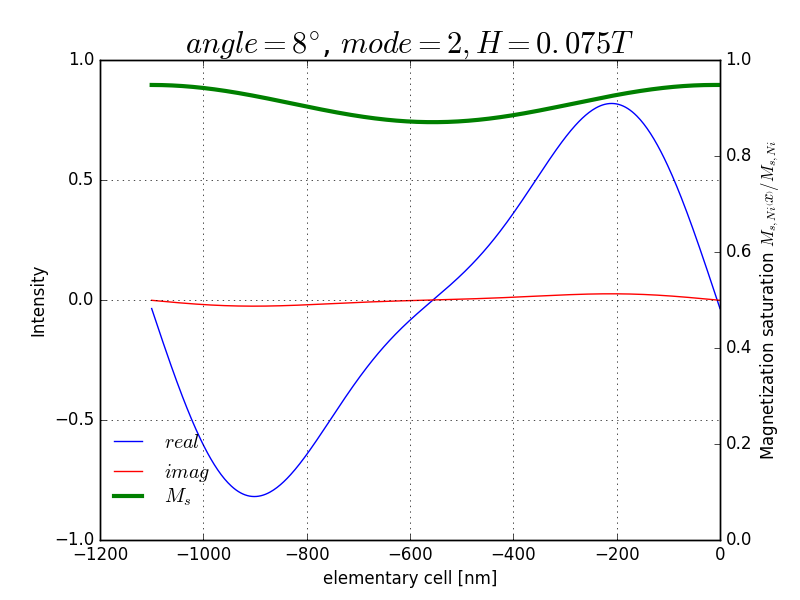 angle = 8°, mode = 2, H = 0.075T
1.0
0.5
0.0
−0.5
−1.0
Intensity
1.0
0.8
0.6
0.4
0.2
0.0
Magnetization saturation M_{s,Ni}(x)/M_{s,Ni}
real
imag
M_s
−1200
−1000
−800
−600
−400
−200
0
elementary cell [nm]